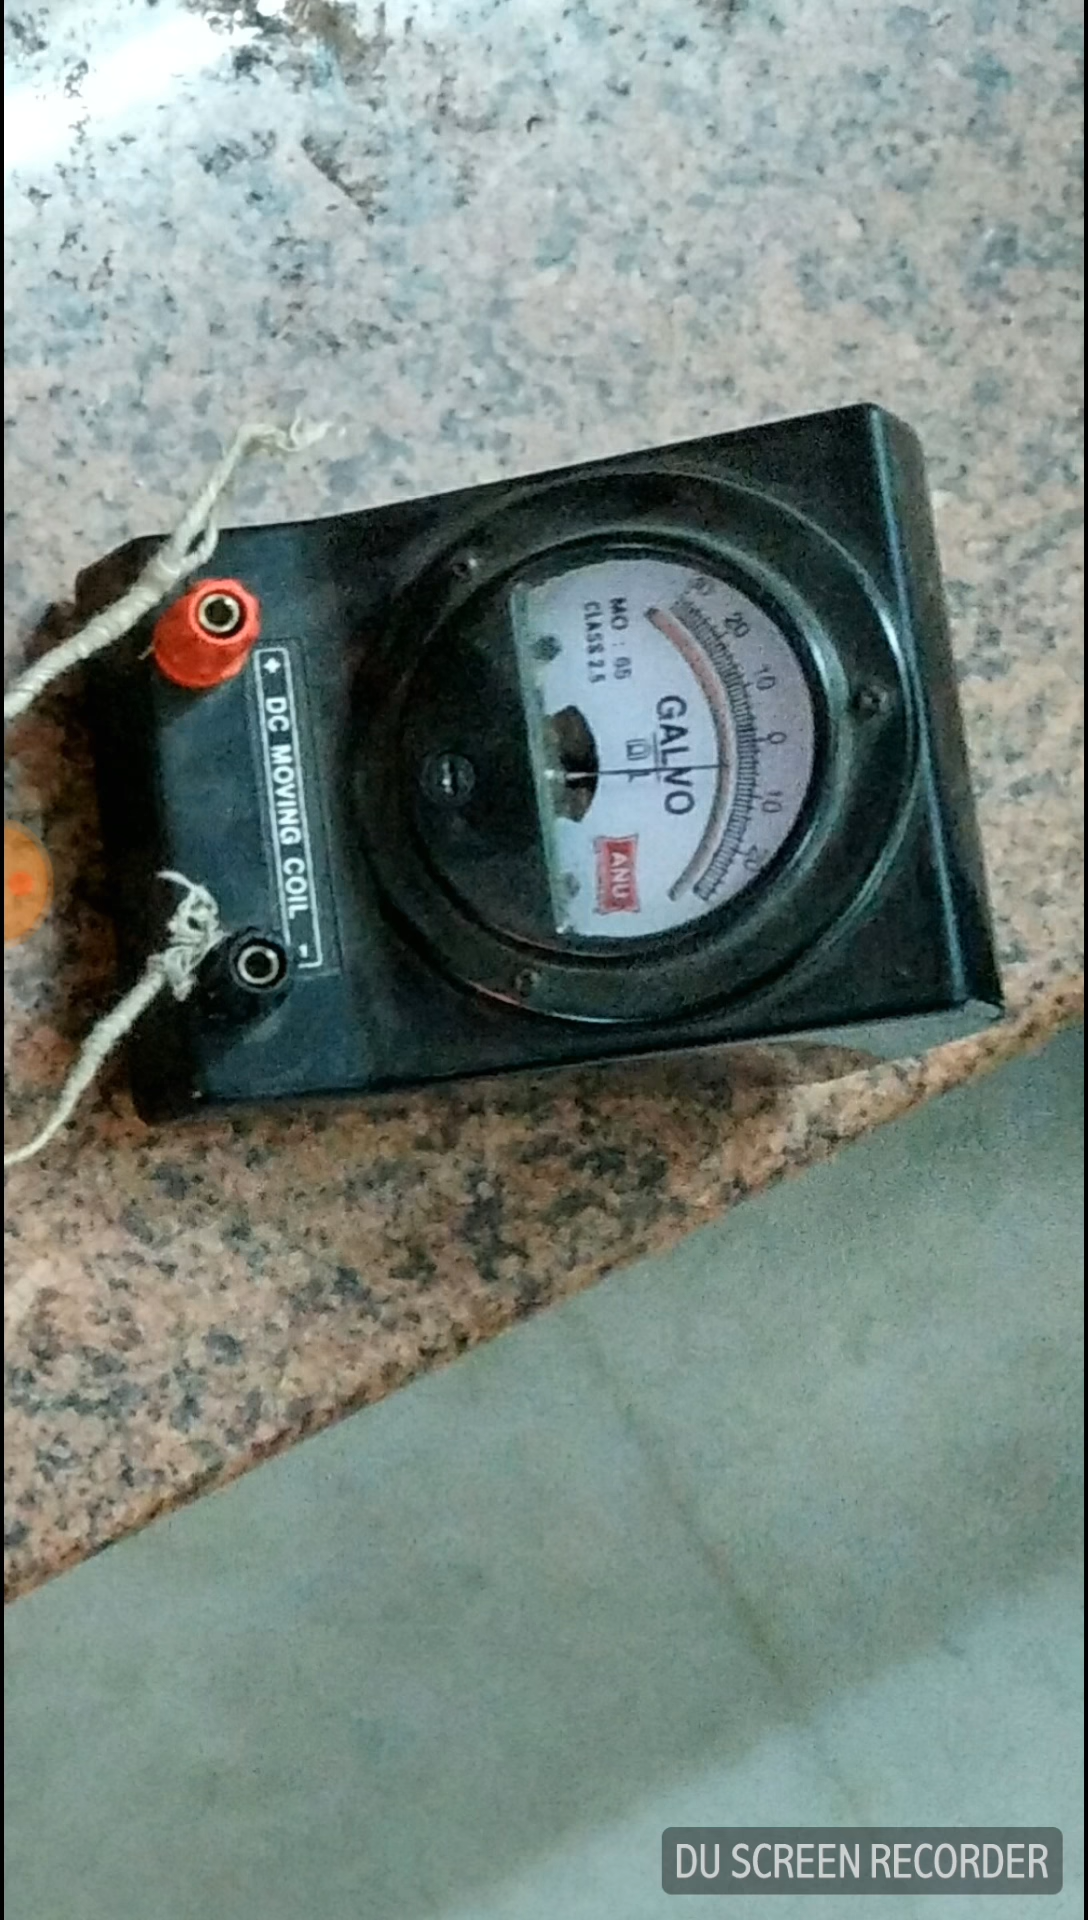 30 20 10 0 10 20
MO : 65
CLASS 2.5
GALVO
ANU
+ DC MOVING COIL -
DU SCREEN RECORDER